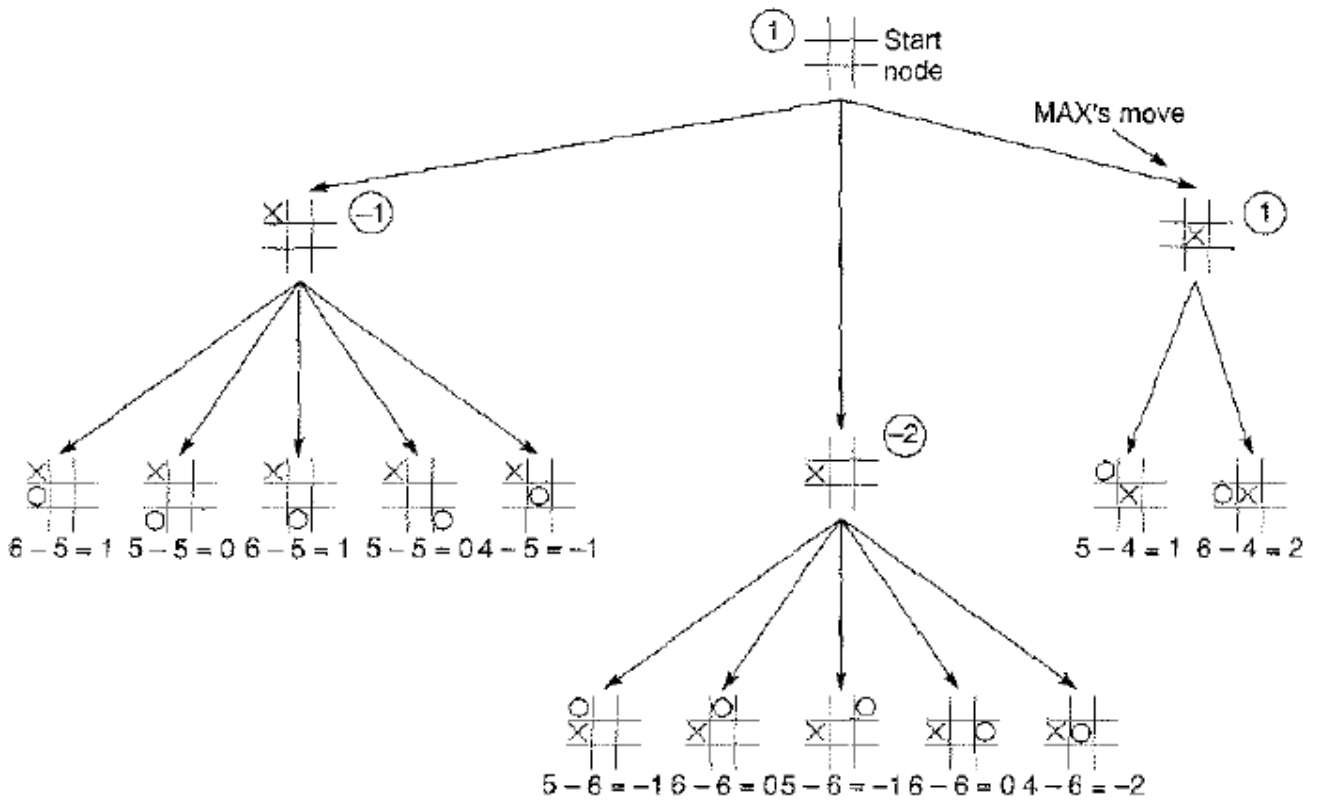 1 Start
node
MAX's move
X -1
X 1
X X X X X
O O
O O O
6 – 5 = 1 5 – 5 = 0 6 – 5 = 1 5 – 5 = 0 4 – 5 = –1
-2
X
O
X O X
5 – 4 = 1 6 – 4 = 2
O O O
X X X X O X O
5 – 6 = –1 6 – 6 = 0 5 – 6 = –1 6 – 6 = 0 4 – 6 = –2